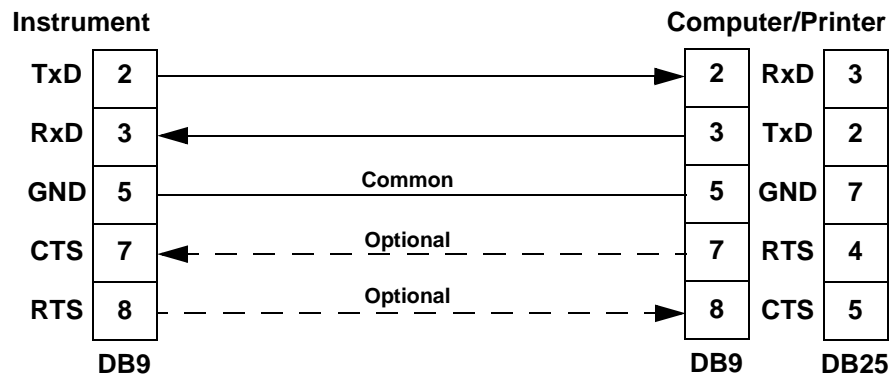 Instrument Computer/Printer
TxD 2 2 RxD 3
RxD 3 3 TxD 2
GND 5 Common 5 GND 7
CTS 7 Optional 7 RTS 4
RTS 8 Optional 8 CTS 5
DB9 DB9 DB25